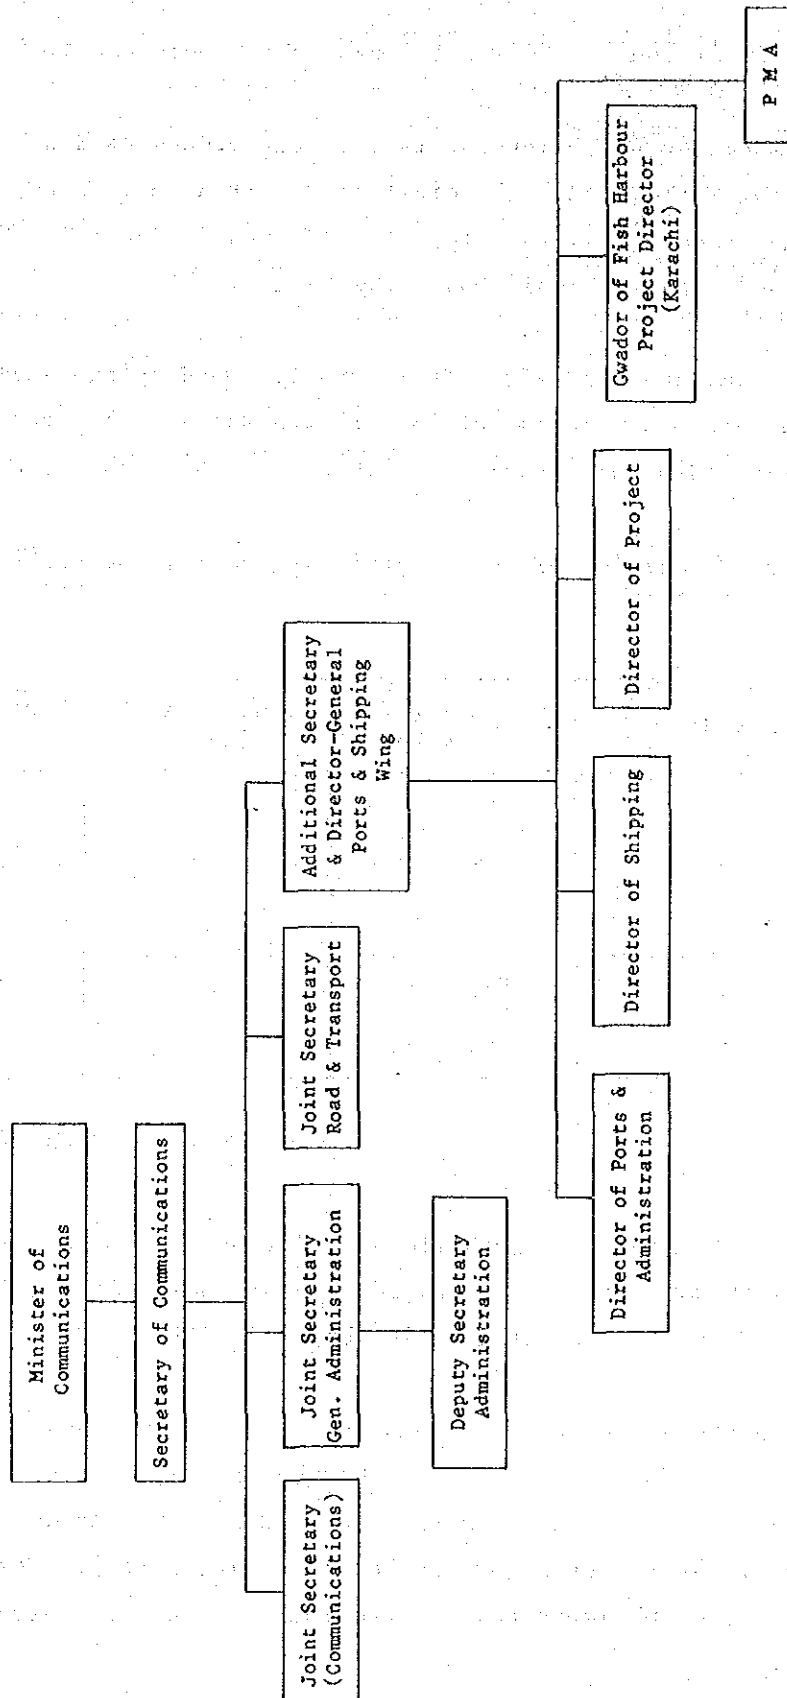 Minister of
Communications
Secretary of Communications
Joint Secretary
(Communications)
Joint Secretary
Gen. Administration
Joint Secretary
Road & Transport
Additional Secretary
& Director-General
Ports & Shipping
Wing
Deputy Secretary
Administration
Director of Ports &
Administration
Director of Shipping
Director of Project
Gwador of Fish Harbour
Project Director
(Karachi)
P M A